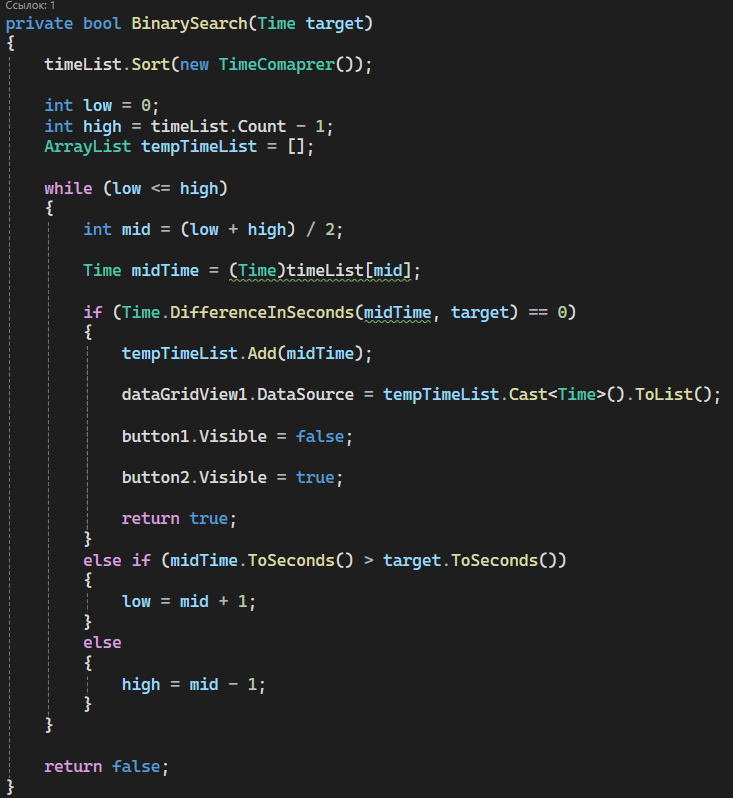 Ссылок: 1
private bool BinarySearch(Time target)
{
    timeList.Sort(new TimeComaprer());

    int low = 0;
    int high = timeList.Count - 1;
    ArrayList tempTimeList = [];

    while (low <= high)
    {
        int mid = (low + high) / 2;

        Time midTime = (Time)timeList[mid];

        if (Time.DifferenceInSeconds(midTime, target) == 0)
        {
            tempTimeList.Add(midTime);

            dataGridView1.DataSource = tempTimeList.Cast<Time>().ToList();

            button1.Visible = false;

            button2.Visible = true;

            return true;
        }
        else if (midTime.ToSeconds() > target.ToSeconds())
        {
            low = mid + 1;
        }
        else
        {
            high = mid - 1;
        }
    }

    return false;
}